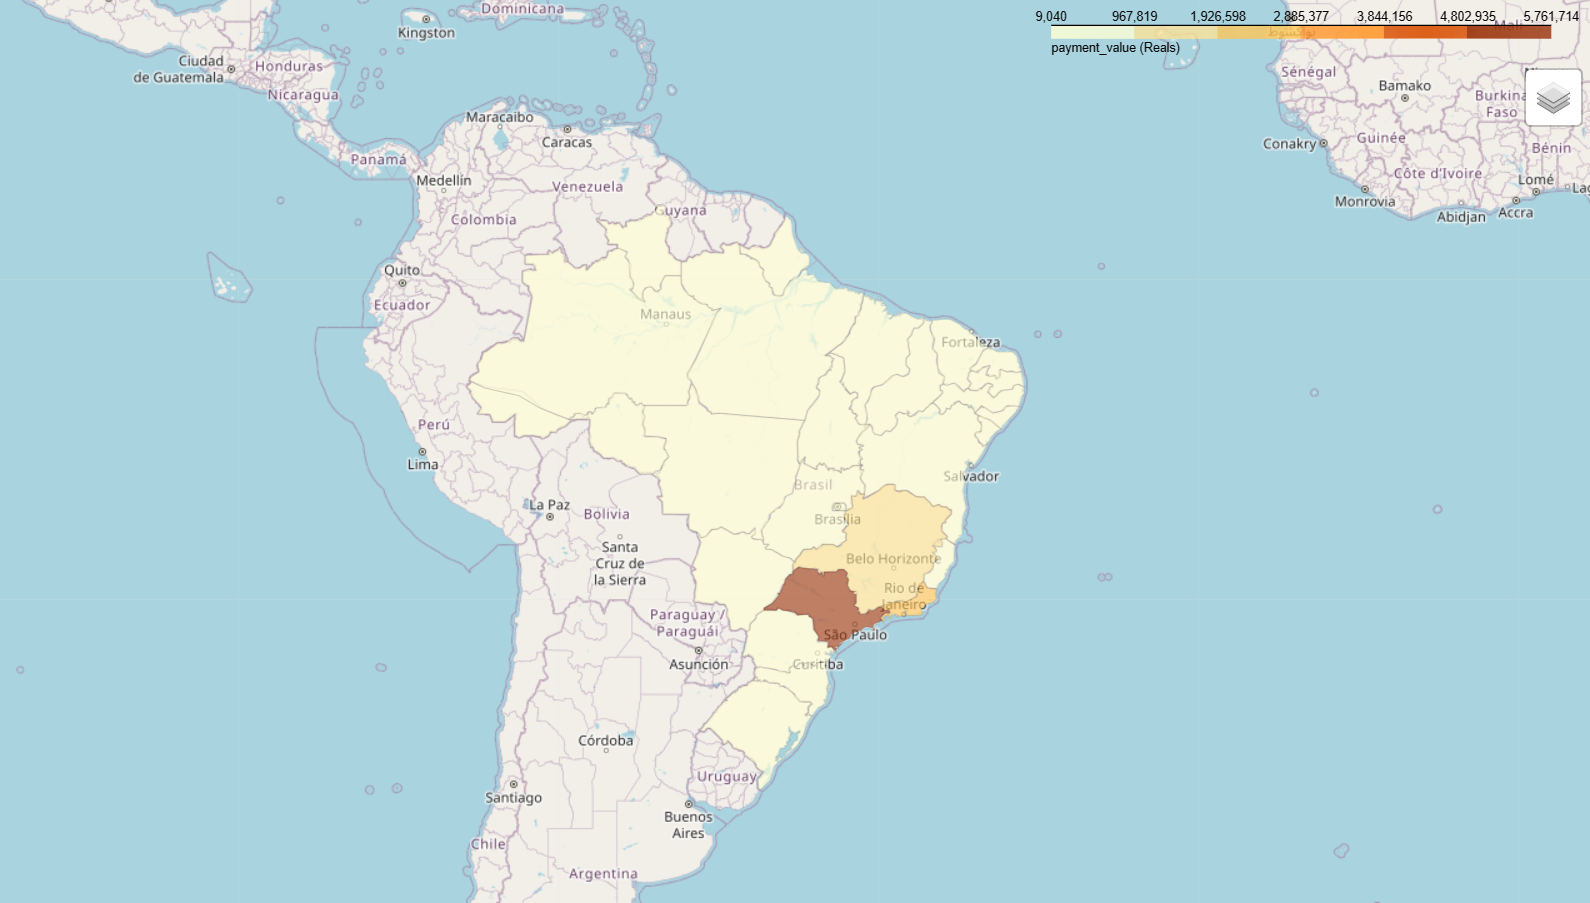 9,040 967,819 1,926,598 2,885,377 3,844,156 4,802,935 5,761,714
payment_value (Reals)
Dominicana
Kingston
Ciudad
de Guatemala
Honduras
Nicaragua
Panamá
Maracaibo
Caracas
Medellín
Venezuela
Guyana
Colombia
Quito
Ecuador
Manaus
Fortaleza
Perú
Lima
Brasil
Salvador
La Paz
Bolivia
Brasília
Santa
Cruz de
la Sierra
Belo Horizonte
Rio de
Janeiro
Paraguay /
Paraguái
São Paulo
Asunción
Curitiba
Córdoba
Uruguay
Santiago
Buenos
Aires
Chile
Argentina
نواكشوط
Mali
Sénégal
Bamako
Burkina
Faso
Guinée
Conakry
Bénin
Côte d'Ivoire
Lomé
Monrovia
Abidjan
Accra